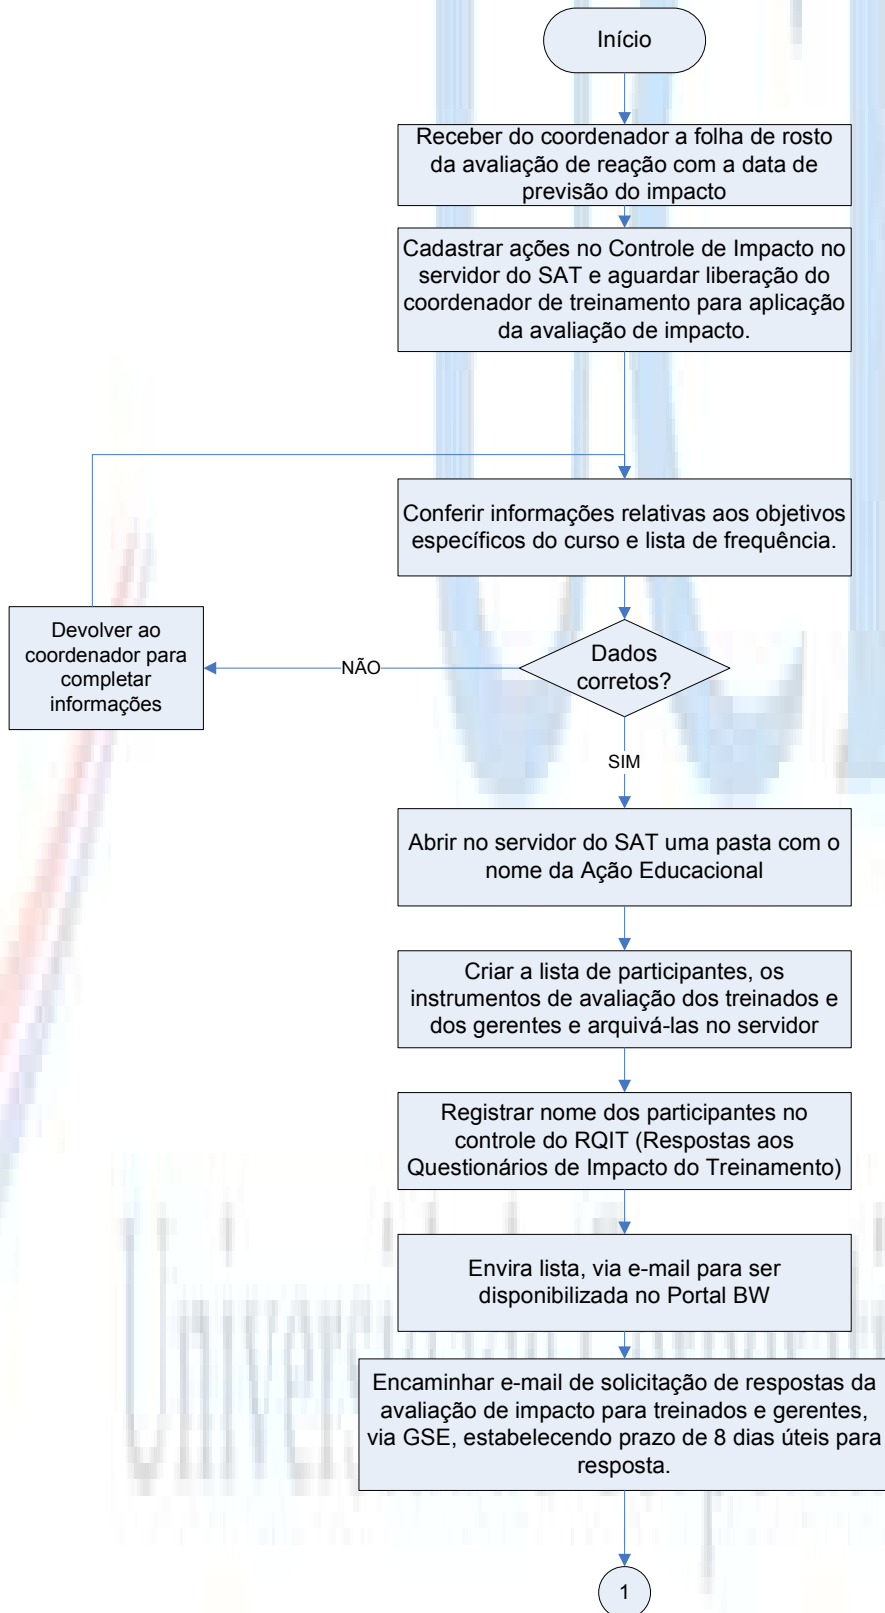 Início
Receber do coordenador a folha de rosto
da avaliação de reação com a data de
previsão do impacto
Cadastrar ações no Controle de Impacto no
servidor do SAT e aguardar liberação do
coordenador de treinamento para aplicação
da avaliação de impacto.
Conferir informações relativas aos objetivos
específicos do curso e lista de frequência.
Devolver ao
coordenador para
completar
informações
NÃO
Dados
corretos?
SIM
Abrir no servidor do SAT uma pasta com o
nome da Ação Educacional
Criar a lista de participantes, os
instrumentos de avaliação dos treinados e
dos gerentes e arquivá-las no servidor
Registrar nome dos participantes no
controle do RQIT (Respostas aos
Questionários de Impacto do Treinamento)
Envira lista, via e-mail para ser
disponibilizada no Portal BW
Encaminhar e-mail de solicitação de respostas da
avaliação de impacto para treinados e gerentes,
via GSE, estabelecendo prazo de 8 dias úteis para
resposta.
1